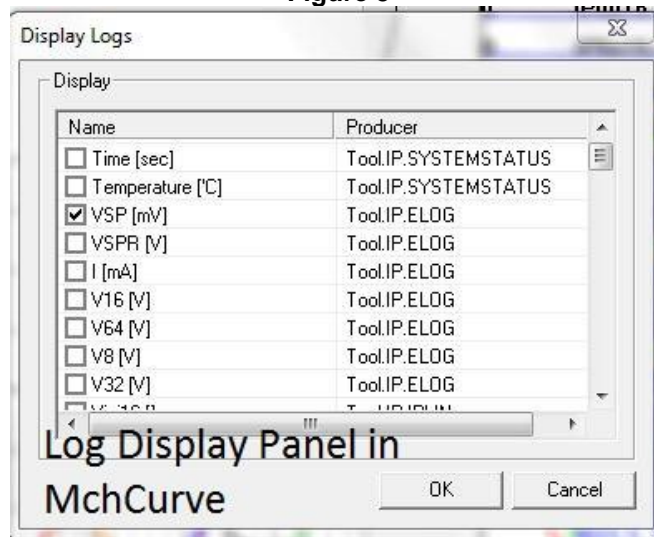 Display Logs
Display
Name Producer
Time [sec] Tool.IP.SYSTEMSTATUS
Temperature ['C] Tool.IP.SYSTEMSTATUS
VSP [mV] Tool.IP.ELOG
VSPR [V] Tool.IP.ELOG
I [mA] Tool.IP.ELOG
V16 [V] Tool.IP.ELOG
V64 [V] Tool.IP.ELOG
V8 [V] Tool.IP.ELOG
V32 [V] Tool.IP.ELOG
Log Display Panel in
MchCurve
OK Cancel